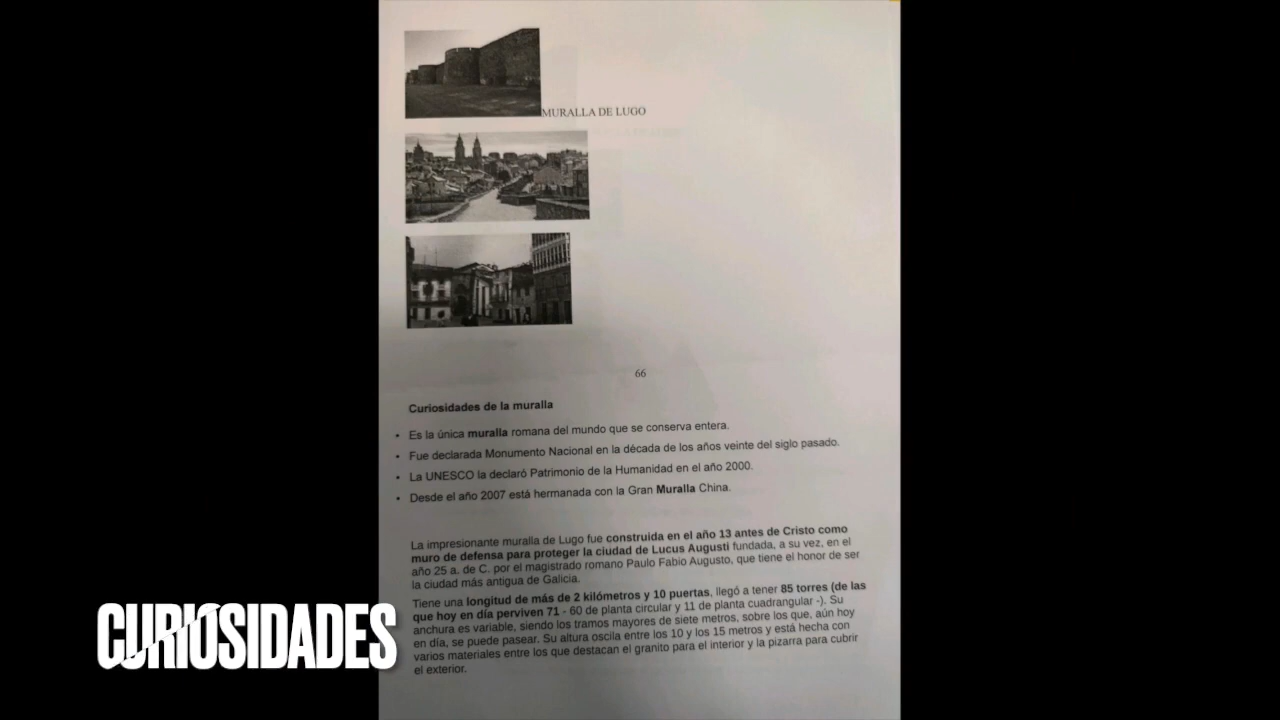 MURALLA DE LUGO
66
Curiosidades de la muralla
• Es la única muralla romana del mundo que se conserva entera.
• Fue declarada Monumento Nacional en la década de los años veinte del siglo pasado.
• La UNESCO la declaró Patrimonio de la Humanidad en el año 2000.
• Desde el año 2007 está hermanada con la Gran Muralla China.
La impresionante muralla de Lugo fue construida en el año 13 antes de Cristo como
muro de defensa para proteger la ciudad de Lucus Augusti fundada, a su vez, en el
año 25 a. de C. por el magistrado romano Paulo Fabio Augusto, que tiene el honor de ser
la ciudad más antigua de Galicia.
Tiene una longitud de más de 2 kilómetros y 10 puertas, llegó a tener 85 torres (de las
que hoy en día perviven 71 - 60 de planta circular y 11 de planta cuadrangular -). Su
anchura es variable, siendo los tramos mayores de siete metros, sobre los que, aún hoy
en día, se puede pasear. Su altura oscila entre los 10 y los 15 metros y está hecha con
varios materiales entre los que destacan el granito para el interior y la pizarra para cubrir
el exterior.
CURIOSIDADES